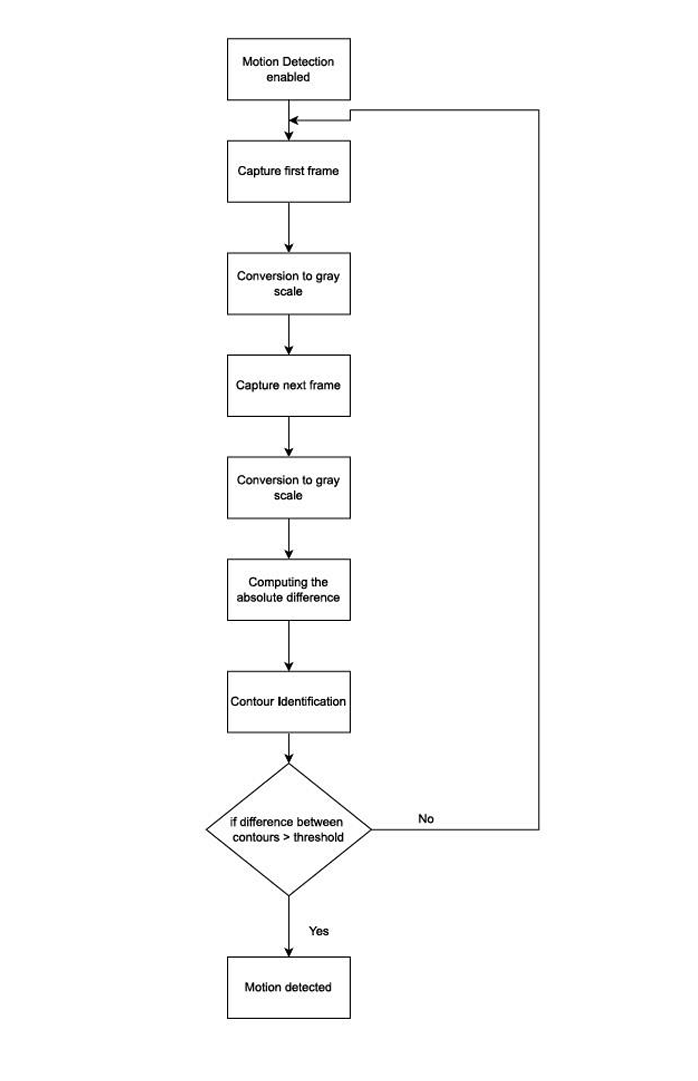 Motion Detection
enabled
Capture first frame
Conversion to gray
scale
Capture next frame
Conversion to gray
scale
Computing the
absolute difference
Contour Identification
if difference between
contours > threshold
No
Yes
Motion detected